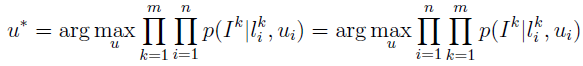 u* = arg max_u ∏_{k=1}^{m} ∏_{i=1}^{n} p(I^k|l_i^k, u_i) = arg max_u ∏_{i=1}^{n} ∏_{k=1}^{m} p(I^k|l_i^k, u_i)